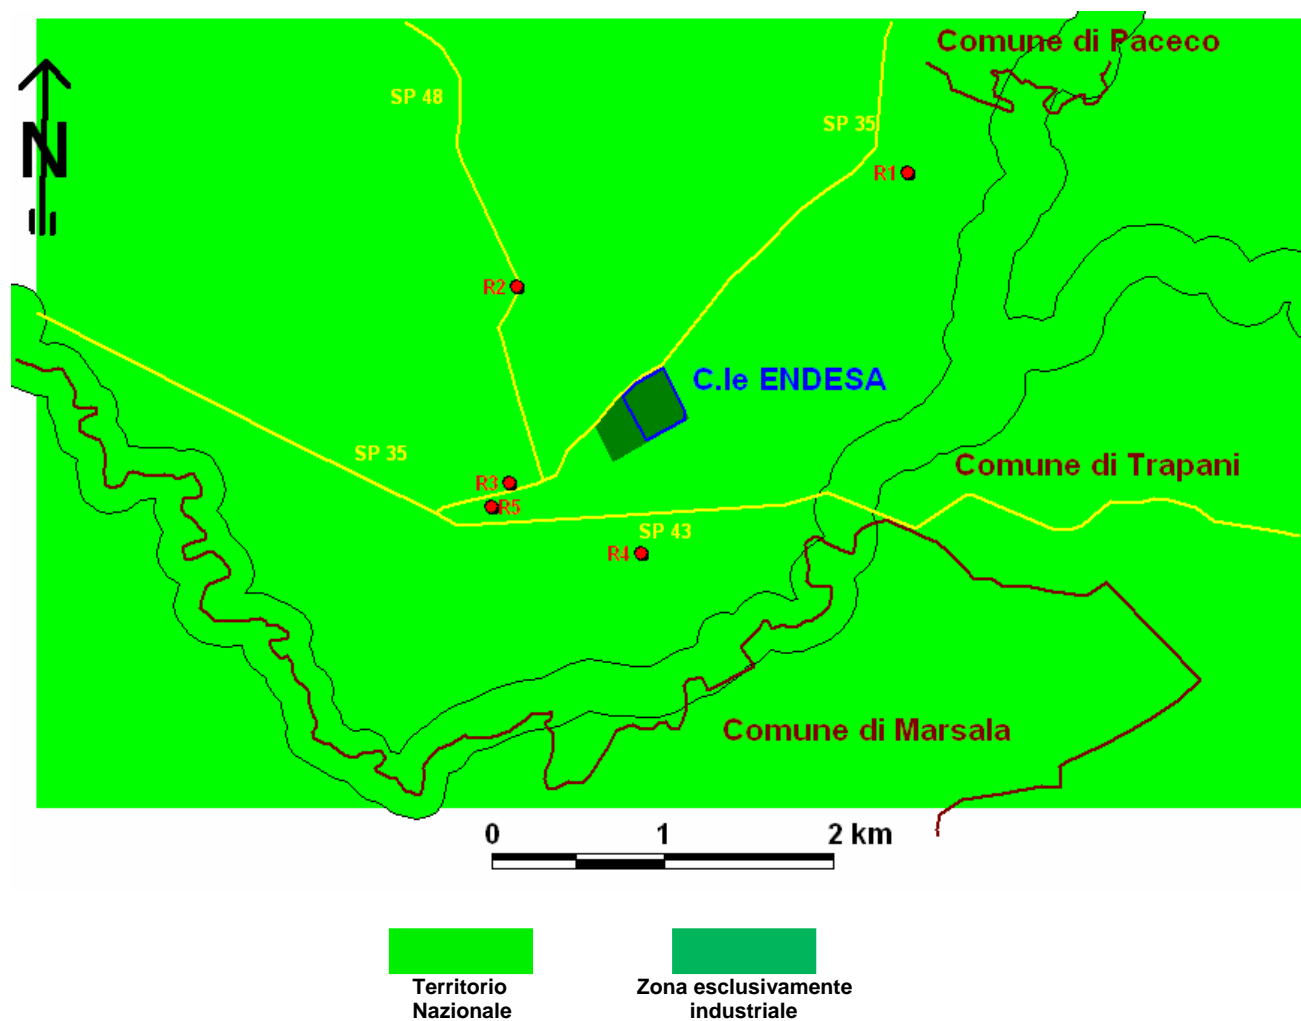 Comune di Paceco
SP 48
SP 35
N
R1
R2
C.le ENDESA
SP 35
Comune di Trapani
R3
R5
SP 43
R4
Comune di Marsala
0 1 2 km
Territorio
Nazionale
Zona esclusivamente
industriale